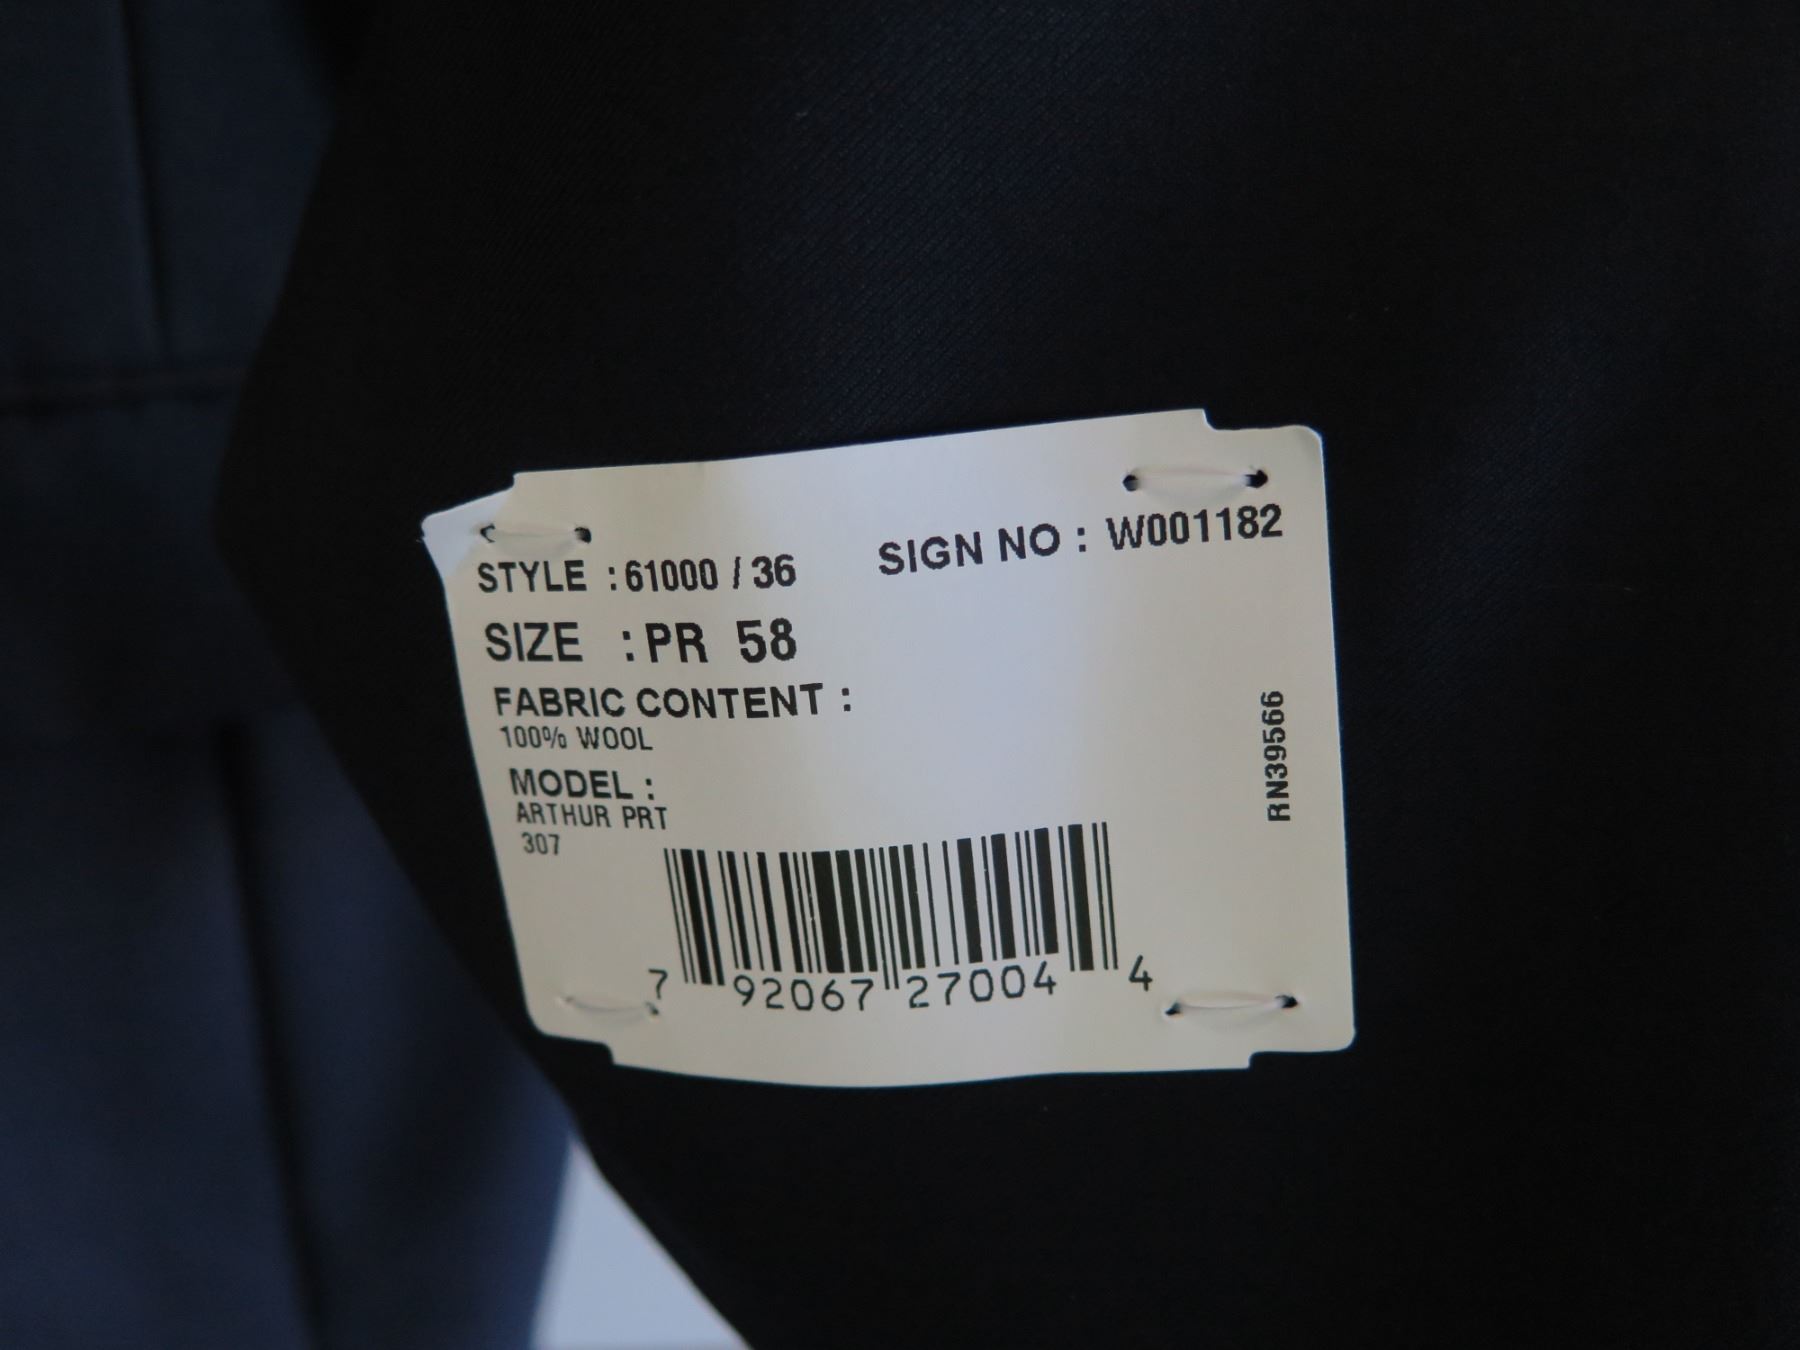 STYLE : 61000 / 36 SIGN NO : W001182
SIZE : PR 58
FABRIC CONTENT :
100% WOOL
MODEL :
ARTHUR PRT
307
RN39566
7 92067 27004 4